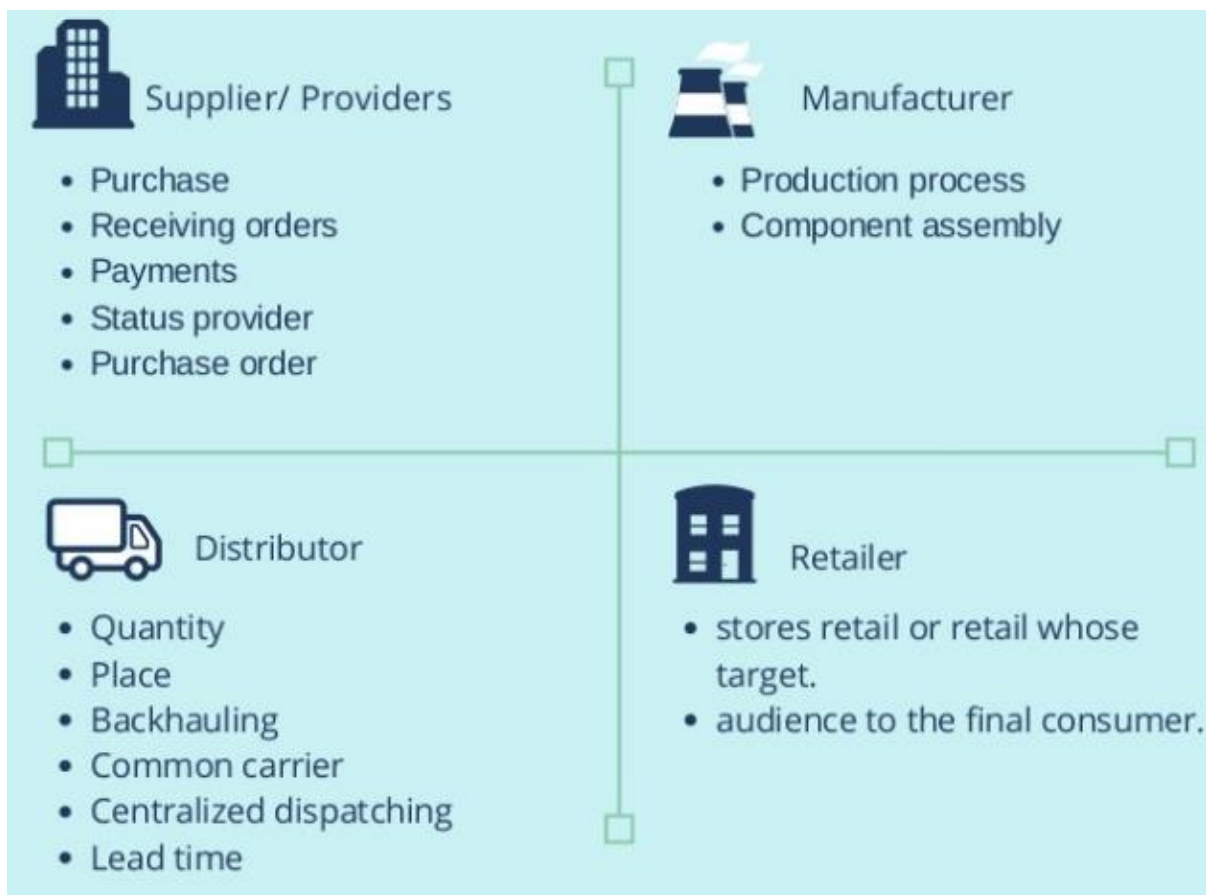 Supplier/ Providers
• Purchase
• Receiving orders
• Payments
• Status provider
• Purchase order
Manufacturer
• Production process
• Component assembly
Distributor
• Quantity
• Place
• Backhauling
• Common carrier
• Centralized dispatching
• Lead time
Retailer
• stores retail or retail whose
target.
• audience to the final consumer.